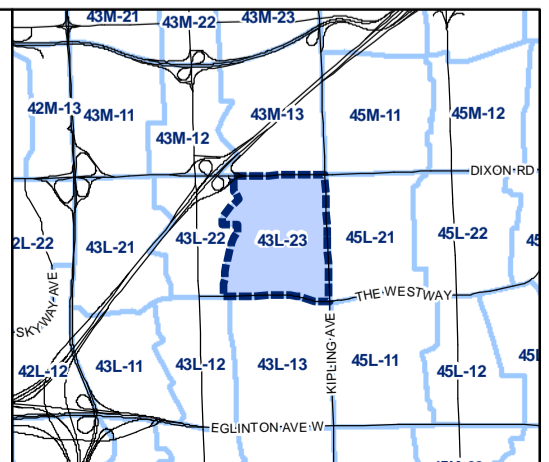 43M-21
43M-22
43M-23
42M-13
43M-11
43M-12
43M-13
45M-11
45M-12
DIXON RD
2L-22
43L-21
43L-22
43L-23
45L-21
45L-22
45
SKYWAY AVE
THE WESTWAY
KIPLING AVE
42L-12
43L-11
43L-12
43L-13
45L-11
45L-12
45L
EGLINTON AVE W